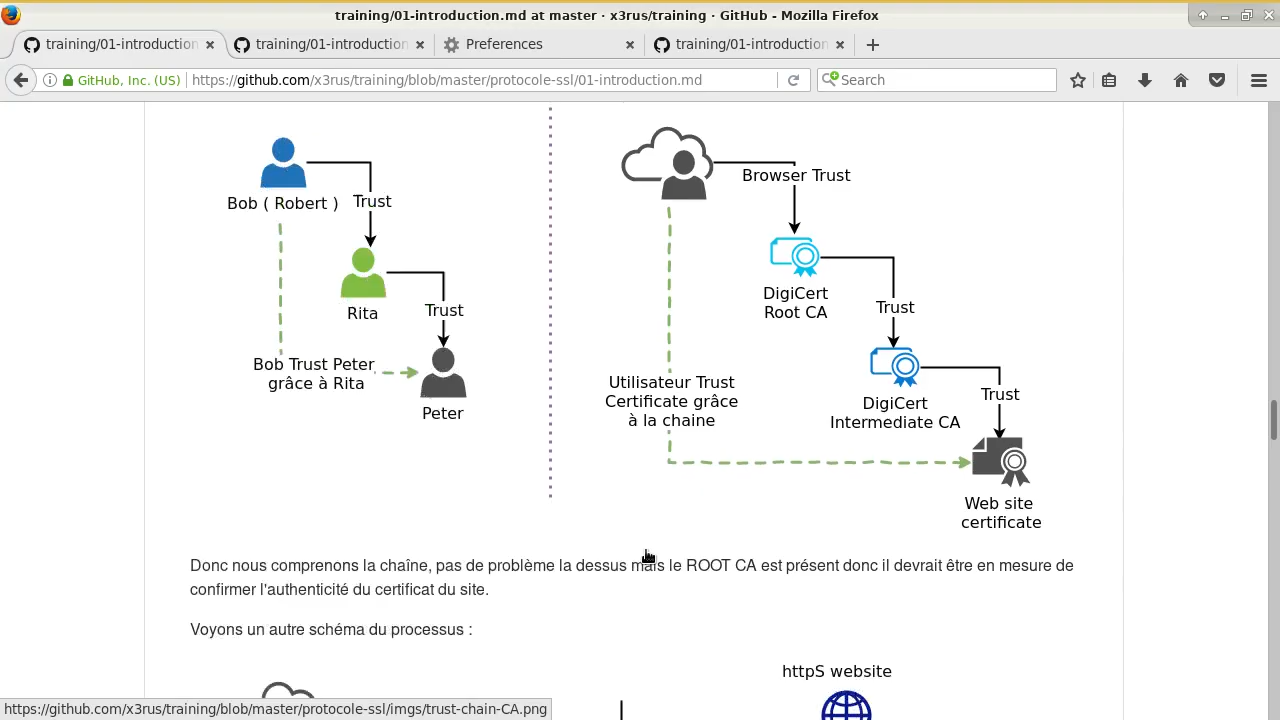 training/01-introduction.md at master · x3rus/training · GitHub - Mozilla Firefox
training/01-introduction
training/01-introduction
Preferences
training/01-introduction
GitHub, Inc. (US)
https://github.com/x3rus/training/blob/master/protocole-ssl/01-introduction.md
Search
Bob ( Robert )
Trust
Rita
Trust
Bob Trust Peter
grâce à Rita
Peter
Browser Trust
DigiCert
Root CA
Trust
Utilisateur Trust
Certificate grâce
à la chaine
DigiCert
Intermediate CA
Trust
Web site
certificate
Donc nous comprenons la chaîne, pas de problème la dessus mais le ROOT CA est présent donc il devrait être en mesure de
confirmer l'authenticité du certificat du site.
Voyons un autre schéma du processus :
httpS website
https://github.com/x3rus/training/blob/master/protocole-ssl/imgs/trust-chain-CA.png